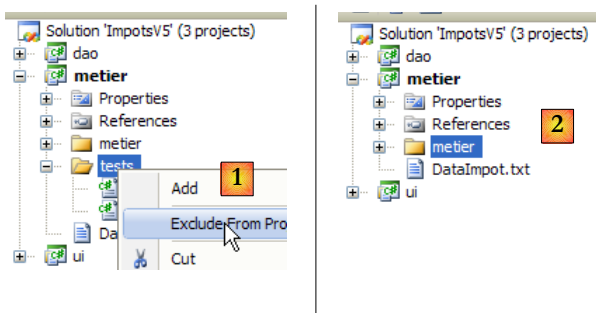 Solution 'ImpotsV5' (3 projects)
dao
metier
Properties
References
metier
tests
1
Add
Exclude From Pro
Da
Cut
ui
Solution 'ImpotsV5' (3 projects)
dao
metier
Properties
References
2
metier
DataImpot.txt
ui